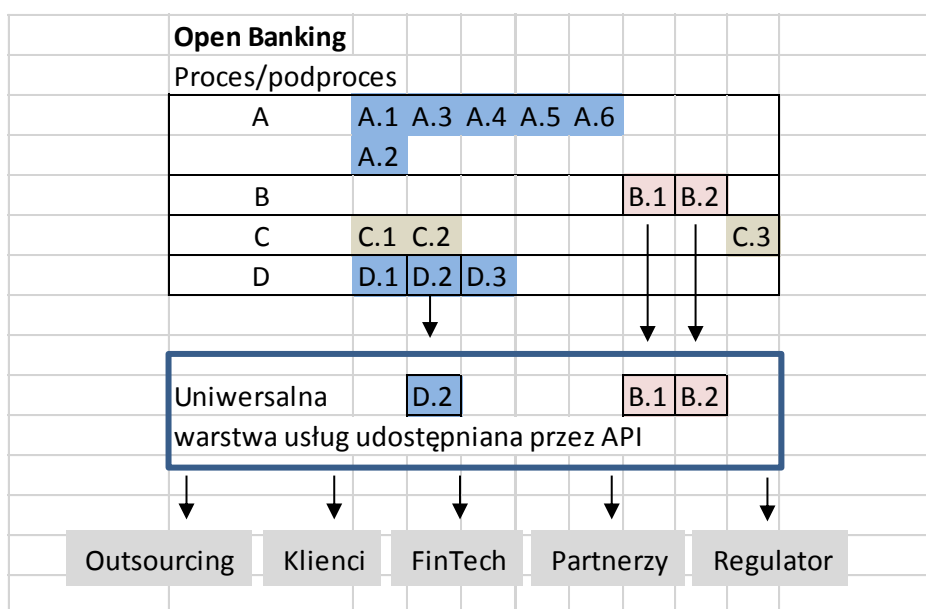 Open Banking
Proces/podproces
A A.1 A.3 A.4 A.5 A.6
A.2
B B.1 B.2
C C.1 C.2 C.3
D D.1 D.2 D.3
Uniwersalna D.2 B.1 B.2
warstwa usług udostępniana przez API
Outsourcing Klienci FinTech Partnerzy Regulator